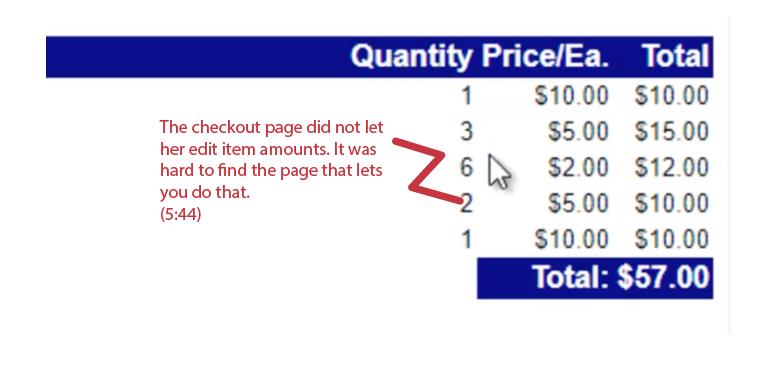 Quantity Price/Ea. Total
1 $10.00 $10.00
3 $5.00 $15.00
6 $2.00 $12.00
2 $5.00 $10.00
1 $10.00 $10.00
Total: $57.00
The checkout page did not let
her edit item amounts. It was
hard to find the page that lets
you do that.
(5:44)